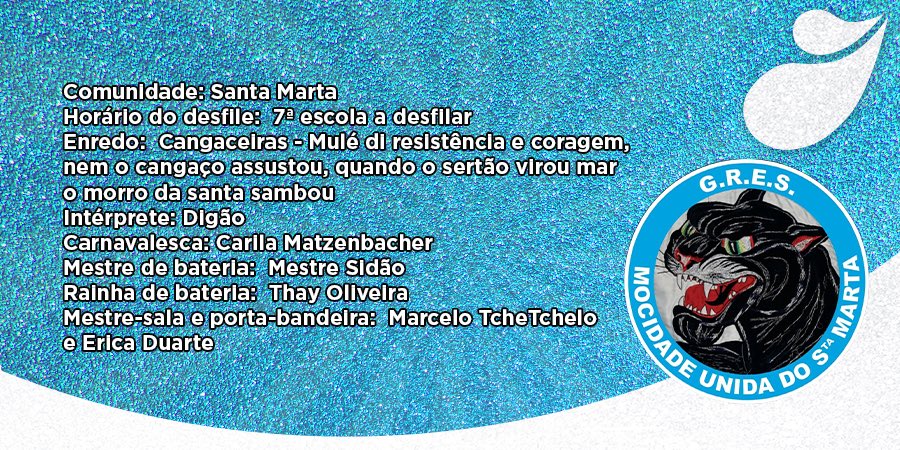 Comunidade: Santa Marta
Horário do desfile:  7ª escola a desfilar
Enredo:  Cangaceiras - Mulé di resistência e coragem,
nem o cangaço assustou, quando o sertão virou mar
o morro da santa sambou
Intérprete: Digão
Carnavalesca: Carlla Matzenbacher
Mestre de bateria:  Mestre Sidão
Rainha de bateria:  Thay Oliveira
Mestre-sala e porta-bandeira:  Marcelo TcheTchelo
e Erica Duarte
G.R.E.S.
MOCIDADE UNIDA DO STA MARTA